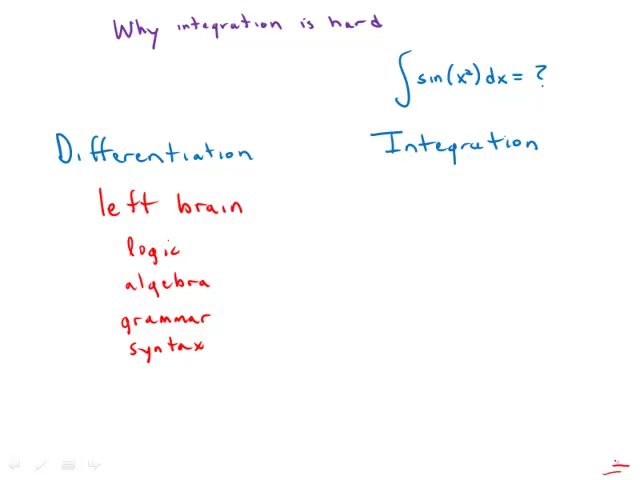 Why integration is hard
∫ sin(x²) dx = ?
Differentiation
Integration
left brain
logic
algebra
grammar
syntax